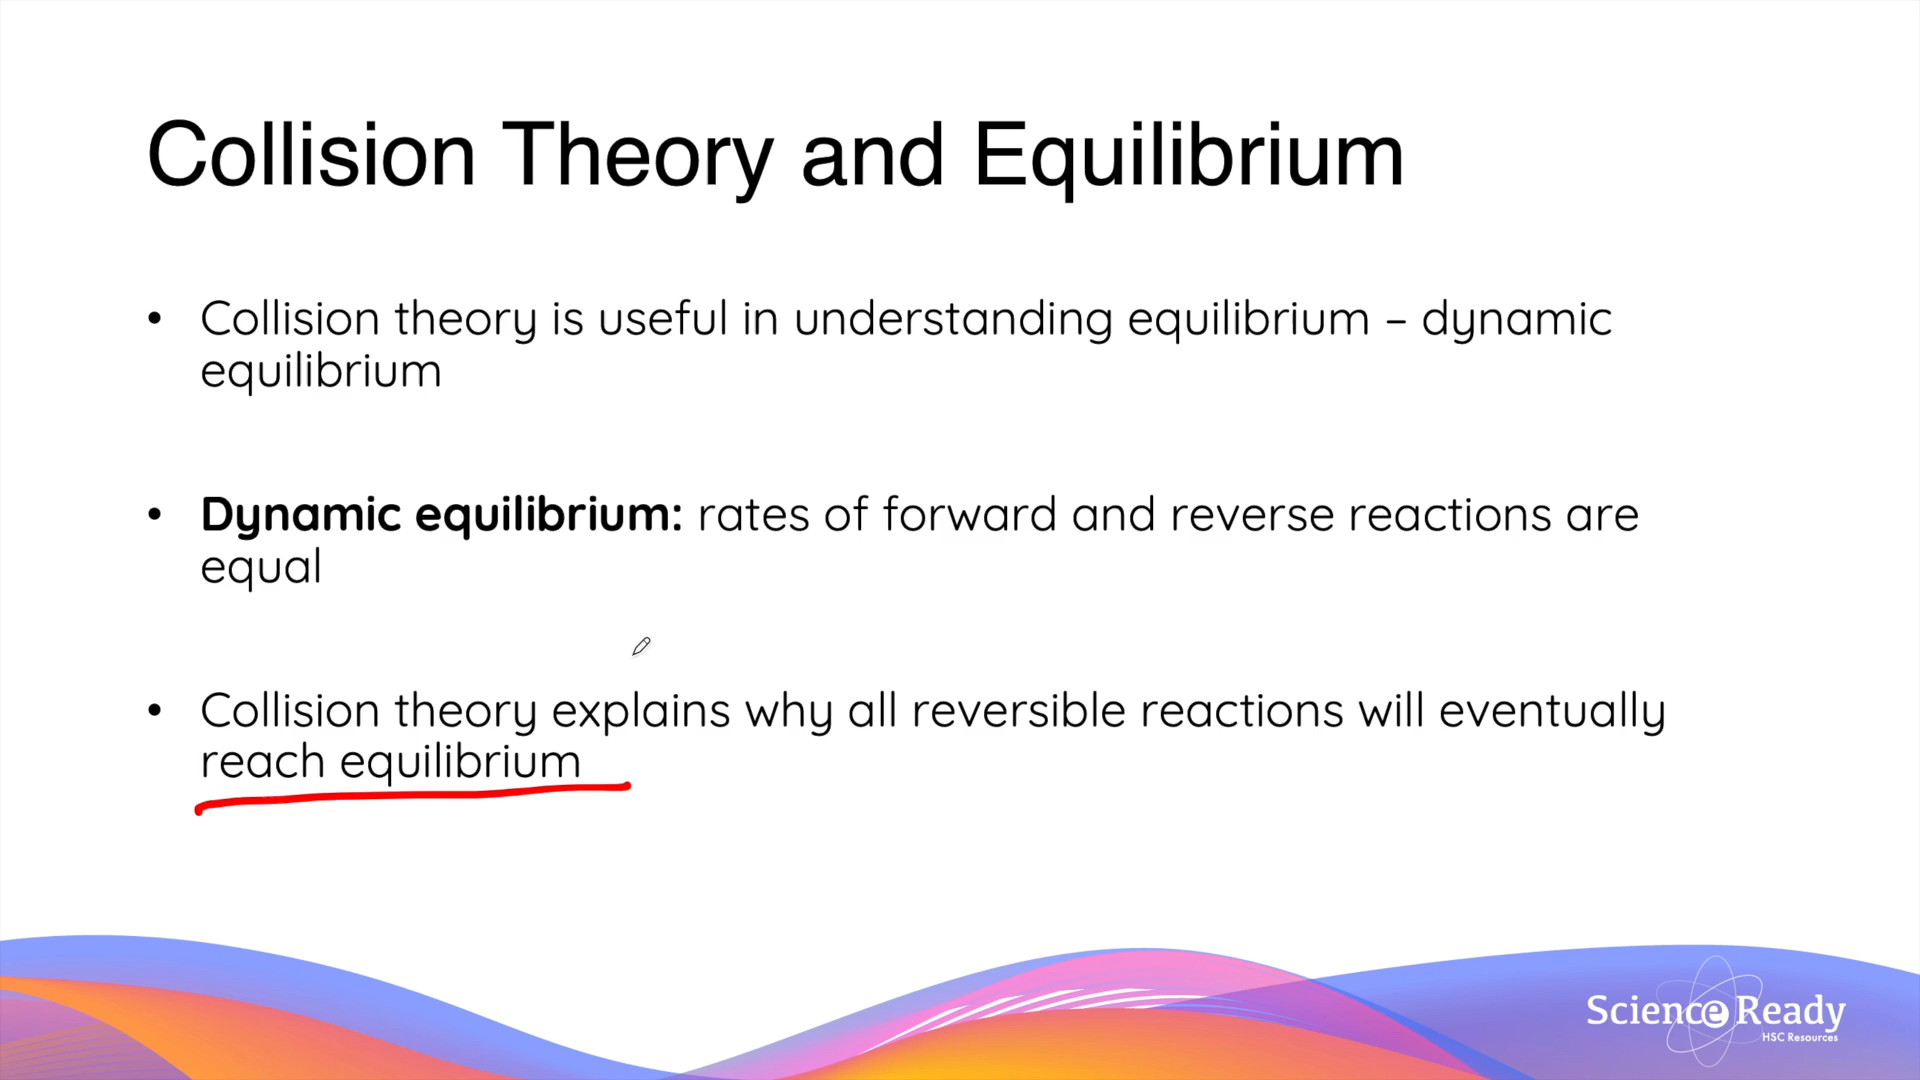 Collision Theory and Equilibrium
• Collision theory is useful in understanding equilibrium – dynamic
equilibrium
• Dynamic equilibrium: rates of forward and reverse reactions are
equal
• Collision theory explains why all reversible reactions will eventually
reach equilibrium
Science Ready
HSC Resources